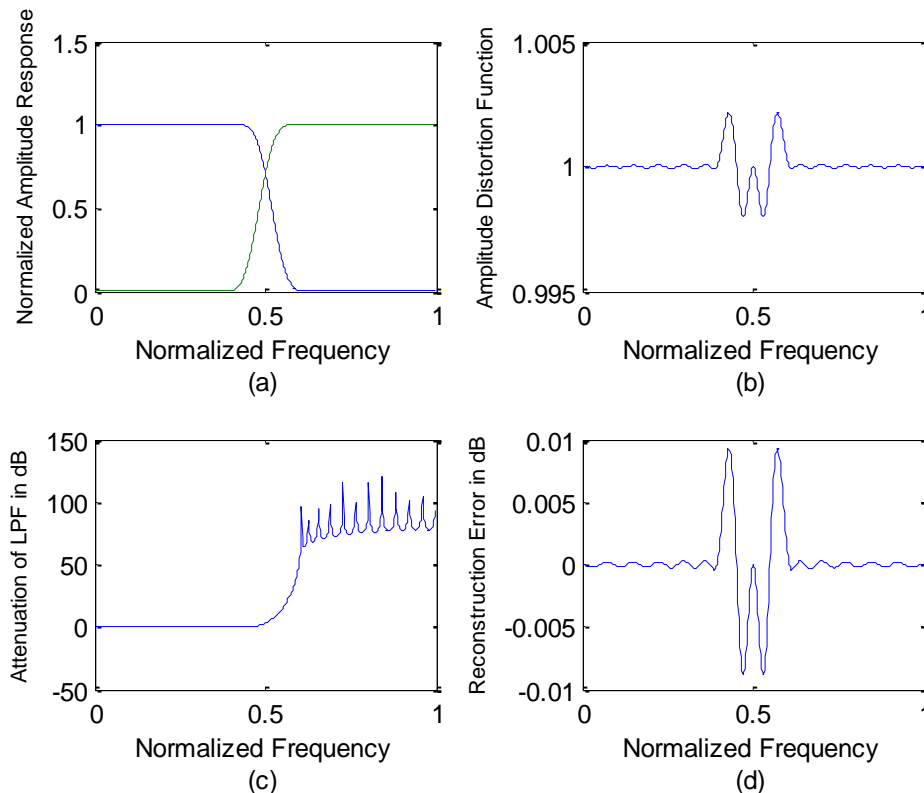 Normalized Amplitude Response
1.5
1
0.5
0
0
0.5
1
Normalized Frequency
(a)
Amplitude Distortion Function
1.005
1
0.995
0
0.5
1
Normalized Frequency
(b)
Attenuation of LPF in dB
150
100
50
0
-50
0
0.5
1
Normalized Frequency
(c)
Reconstruction Error in dB
0.01
0.005
0
-0.005
-0.01
0
0.5
1
Normalized Frequency
(d)